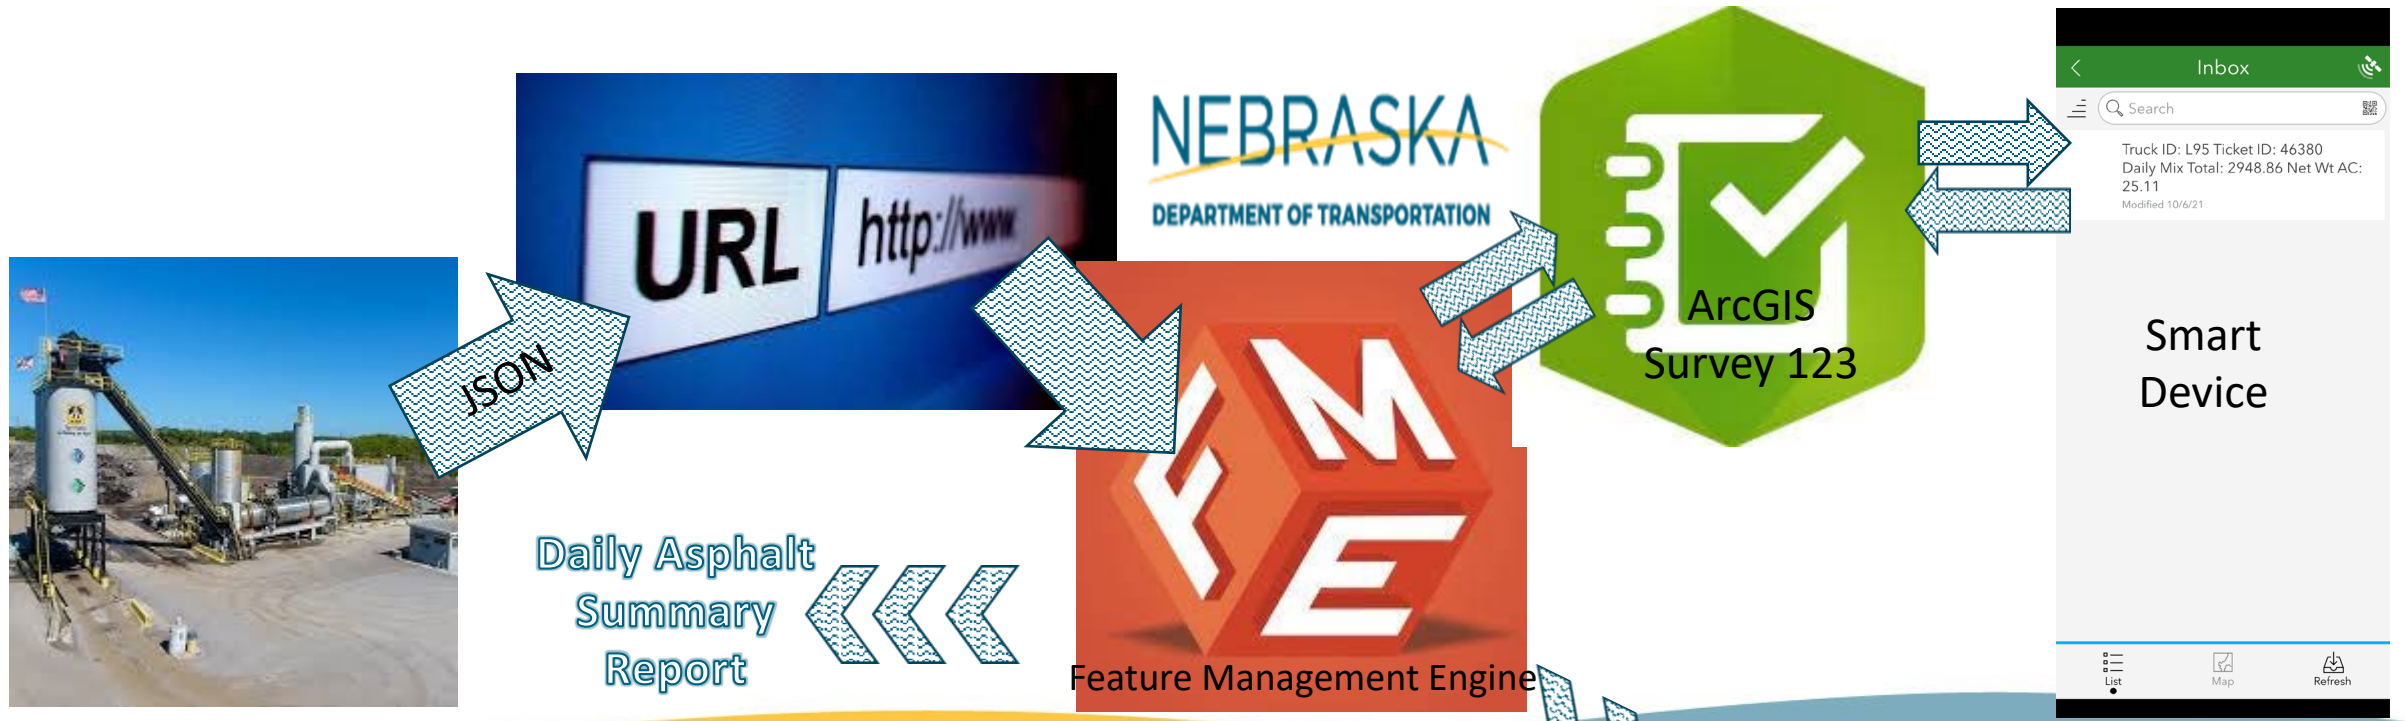 JSON
URL
http://www
NEBRASKA
DEPARTMENT OF TRANSPORTATION
FME
Feature Management Engine
Daily Asphalt
Summary
Report
ArcGIS
Survey 123
Inbox
Search
Truck ID: L95 Ticket ID: 46380
Daily Mix Total: 2948.86 Net Wt AC:
25.11
Modified 10/6/21
Smart
Device
List
Map
Refresh